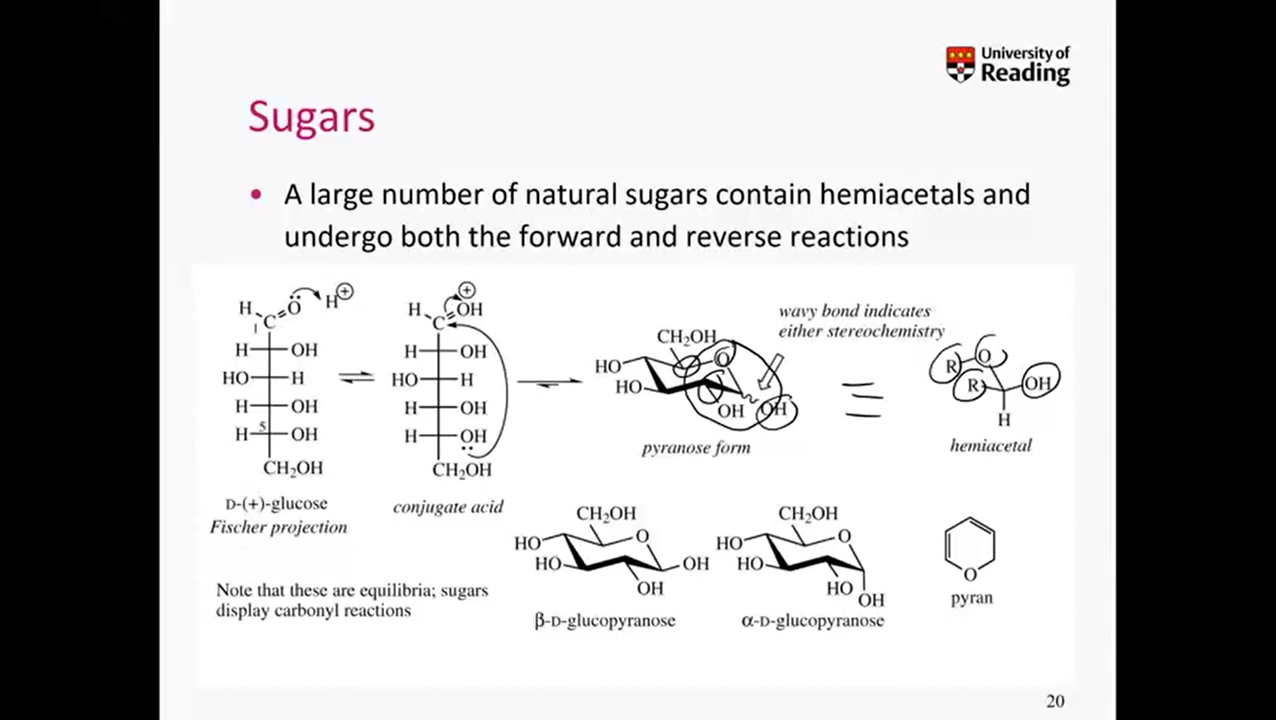 University of
Reading
Sugars
• A large number of natural sugars contain hemiacetals and
undergo both the forward and reverse reactions
H
C
O
H
⊕
1
H
OH
HO
H
H
OH
H
5
OH
CH₂OH
D-(+)-glucose
Fischer projection
H
⊕
OH
C
H
OH
HO
H
H
OH
H
OH
CH₂OH
conjugate acid
CH₂OH
HO
O
HO
OH
OH
pyranose form
wavy bond indicates
either stereochemistry
R
O
R
OH
H
hemiacetal
Note that these are equilibria; sugars
display carbonyl reactions
CH₂OH
HO
O
HO
OH
OH
β-D-glucopyranose
CH₂OH
HO
O
HO
HO
OH
α-D-glucopyranose
O
pyran
20